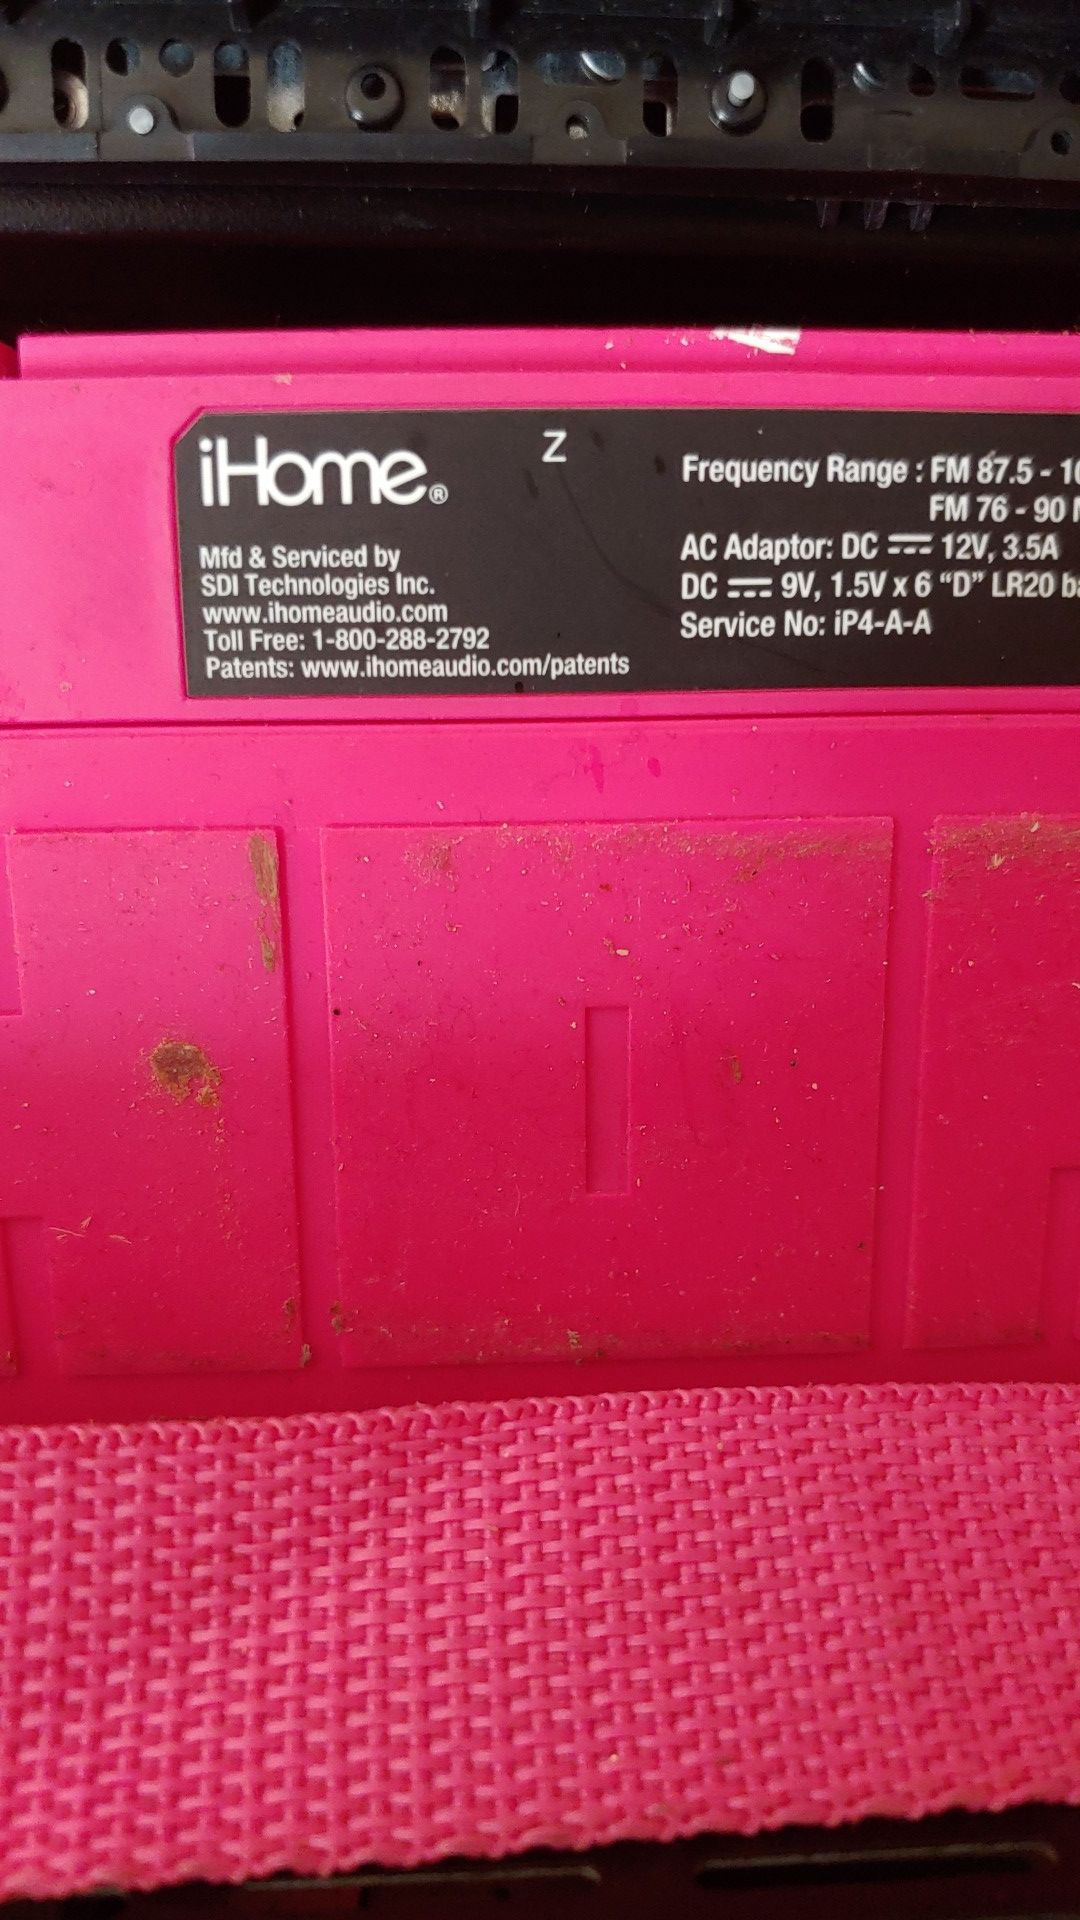 iHome®
Z
Mfd & Serviced by
SDI Technologies Inc.
www.ihomeaudio.com
Toll Free: 1-800-288-2792
Patents: www.ihomeaudio.com/patents
Frequency Range : FM 87.5 -
FM 76 - 90
AC Adaptor: DC ⎓ 12V, 3.5A
DC ⎓ 9V, 1.5V x 6 “D” LR20
Service No: iP4-A-A